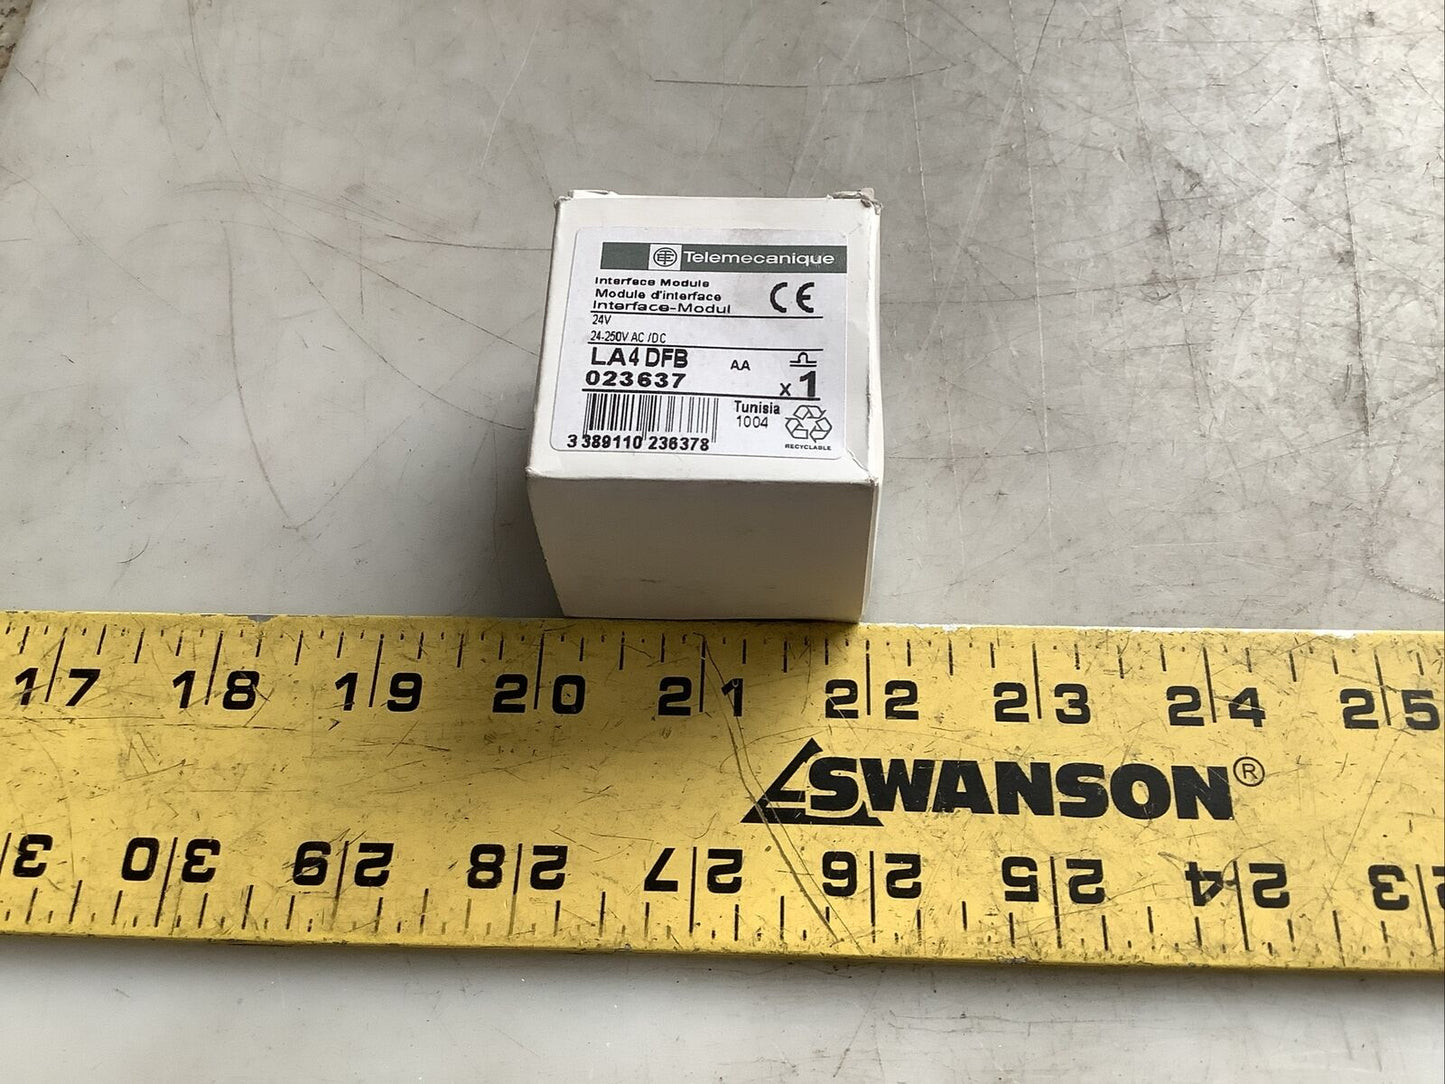 Telemecanique
Interface Module
Module d'interface
Interface-Modul
CE
24V
24-250V AC /DC
LA4 DFB AA
023637 x 1
Tunisia
1004
RECYCLABLE
3 389110 236378
17 18 19 20 21 22 23 24 25
SWANSON®
3 30 29 28 27 26 25 24 23